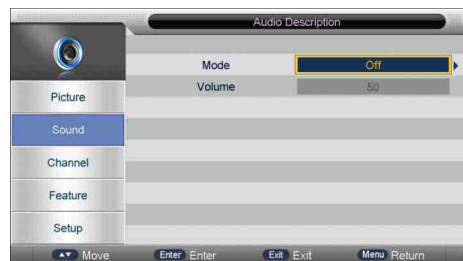 Audio Description
Mode Off
Volume 50
Picture
Sound
Channel
Feature
Setup
Move Enter Enter Exit Exit Menu Return